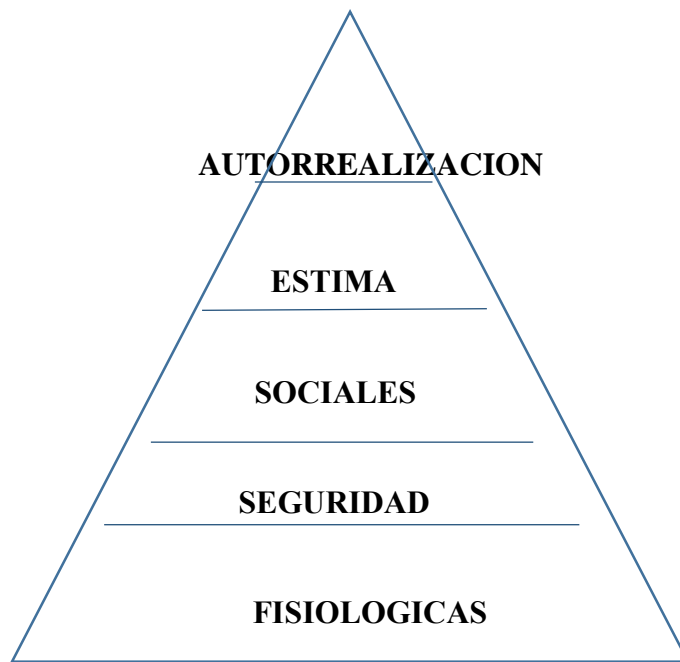 AUTORREALIZACION
ESTIMA
SOCIALES
SEGURIDAD
FISIOLOGICAS